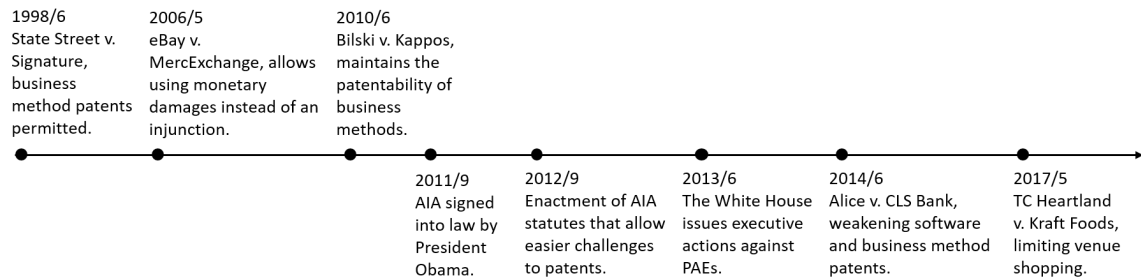 1998/6
State Street v.
Signature,
business
method patents
permitted.
2006/5
eBay v.
MercExchange, allows
using monetary
damages instead of an
injunction.
2010/6
Bilski v. Kappos,
maintains the
patentability of
business
methods.
2011/9
AIA signed
into law by
President
Obama.
2012/9
Enactment of AIA
statutes that allow
easier challenges
to patents.
2013/6
The White House
issues executive
actions against
PAEs.
2014/6
Alice v. CLS Bank,
weakening software
and business method
patents.
2017/5
TC Heartland
v. Kraft Foods,
limiting venue
shopping.